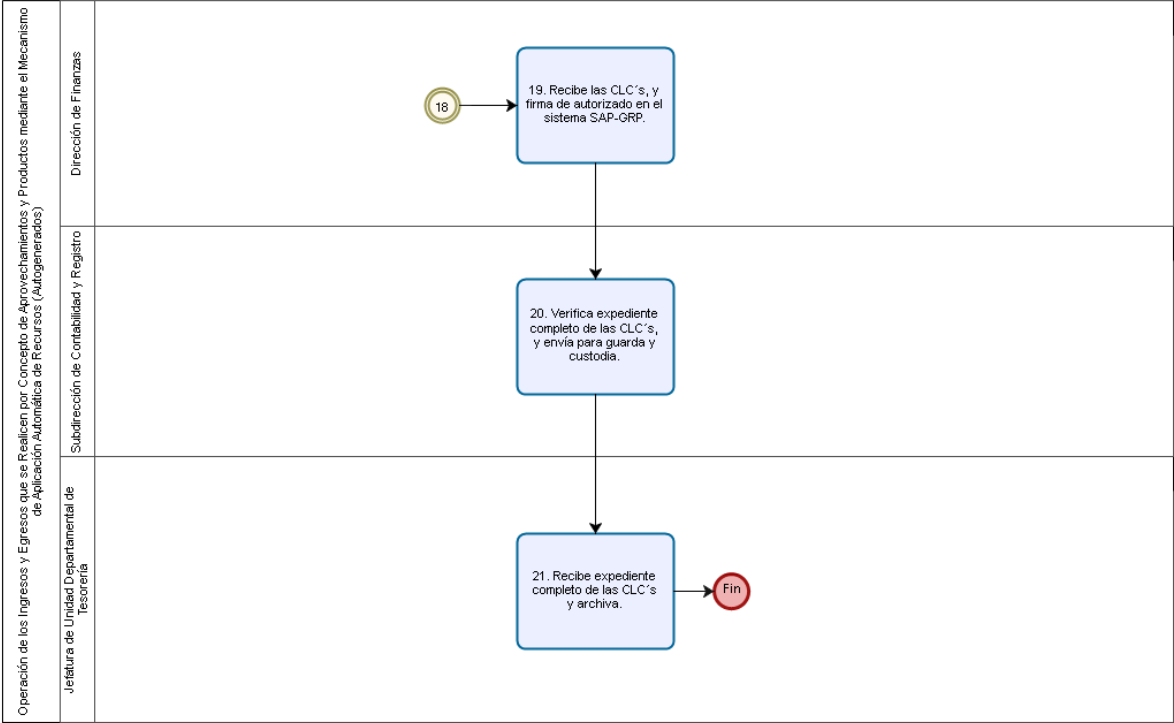 Operación de los Ingresos y Egresos que se Realicen por Concepto de Aprovechamientos y Productos mediante el Mecanismo
de Aplicación Automática de Recursos (Autogenerados)
Dirección de Finanzas
18
19. Recibe las CLC´s, y
firma de autorizado en el
sistema SAP-GRP.
Subdirección de Contabilidad y Registro
20. Verifica expediente
completo de las CLC´s,
y envía para guarda y
custodia.
Jefatura de Unidad Departamental de
Tesorería
21. Recibe expediente
completo de las CLC´s
y archiva.
Fin